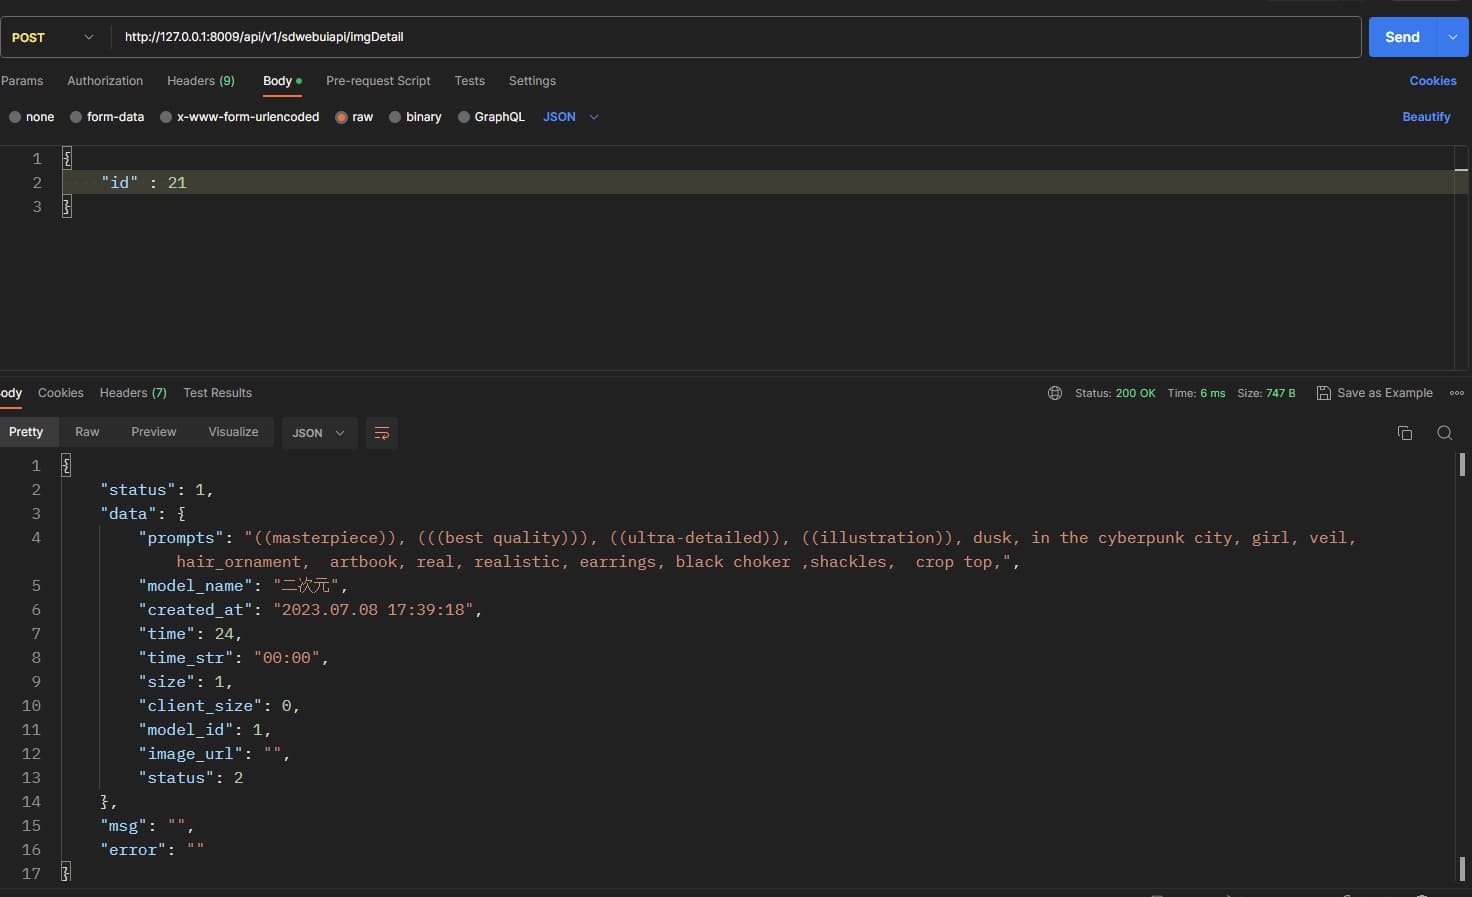 POST http://127.0.0.1:8009/api/v1/sdwebuiapi/imgDetail Send
Params Authorization Headers (9) Body Pre-request Script Tests Settings Cookies
none form-data x-www-form-urlencoded raw binary GraphQL JSON Beautify
1 {
2 "id" : 21
3 }
ody Cookies Headers (7) Test Results Status: 200 OK Time: 6 ms Size: 747 B Save as Example
Pretty Raw Preview Visualize JSON
1 {
2 "status": 1,
3 "data": {
4 "prompts": "((masterpiece)), (((best quality))), ((ultra-detailed)), ((illustration)), dusk, in the cyberpunk city, girl, veil,
hair_ornament,  artbook, real, realistic, earrings, black choker ,shackles,  crop top,",
5 "model_name": "二次元",
6 "created_at": "2023.07.08 17:39:18",
7 "time": 24,
8 "time_str": "00:00",
9 "size": 1,
10 "client_size": 0,
11 "model_id": 1,
12 "image_url": "",
13 "status": 2
14 },
15 "msg": "",
16 "error": ""
17 }